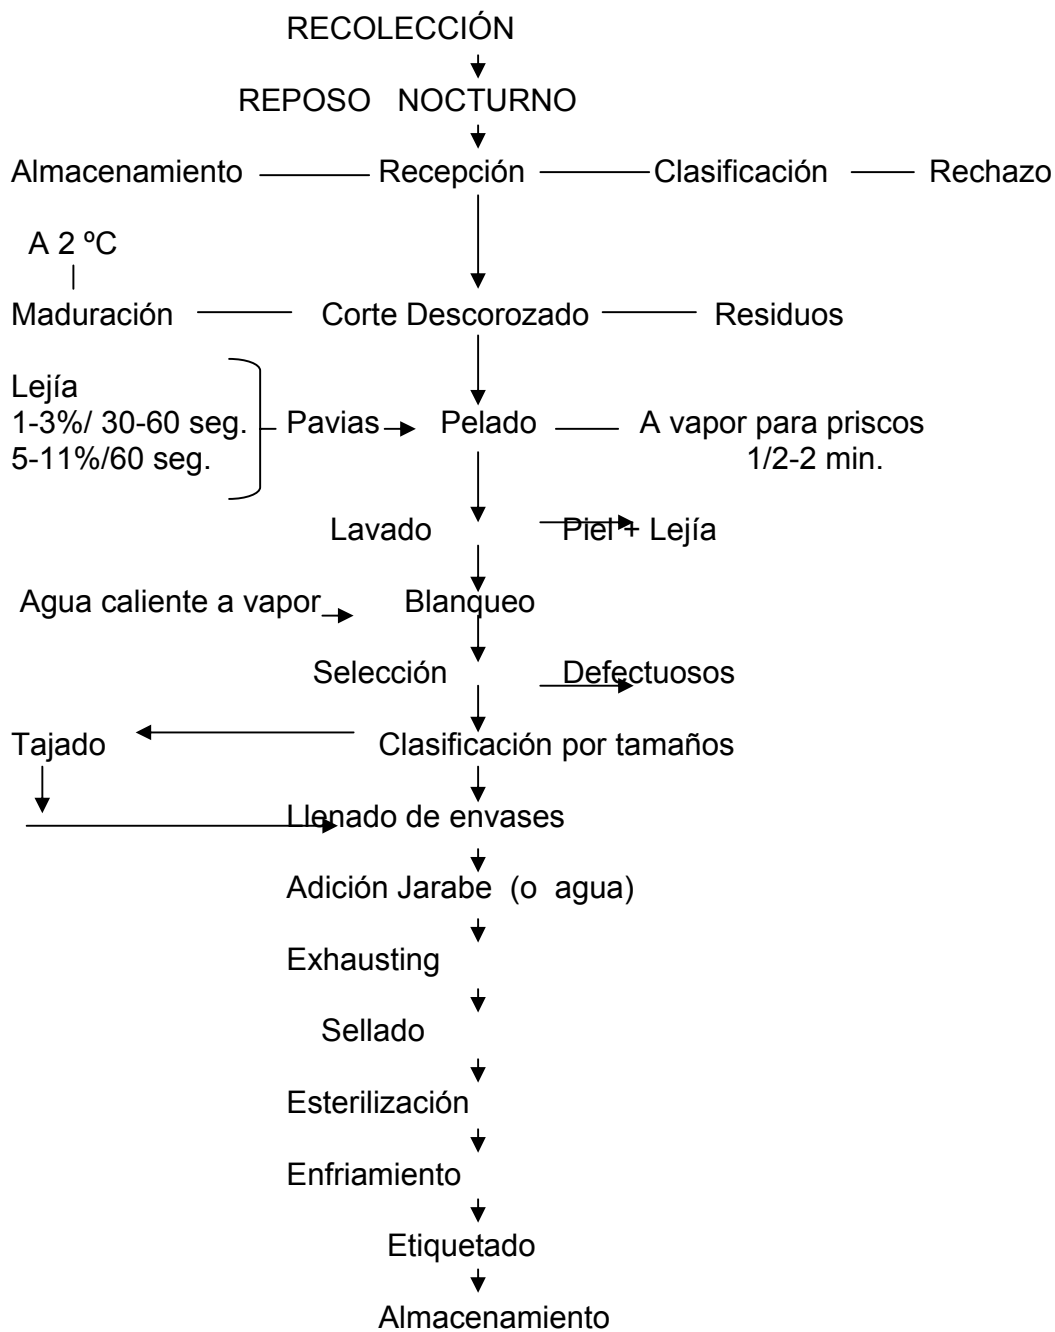 RECOLECCIÓN
REPOSO NOCTURNO
Almacenamiento Recepción Clasificación Rechazo
A 2 ºC
Maduración Corte Descorozado Residuos
Lejía
1-3%/ 30-60 seg. Pavias Pelado A vapor para priscos
5-11%/60 seg. 1/2-2 min.
Lavado Piel + Lejía
Agua caliente a vapor Blanqueo
Selección Defectuosos
Tajado Clasificación por tamaños
Llenado de envases
Adición Jarabe (o agua)
Exhausting
Sellado
Esterilización
Enfriamiento
Etiquetado
Almacenamiento